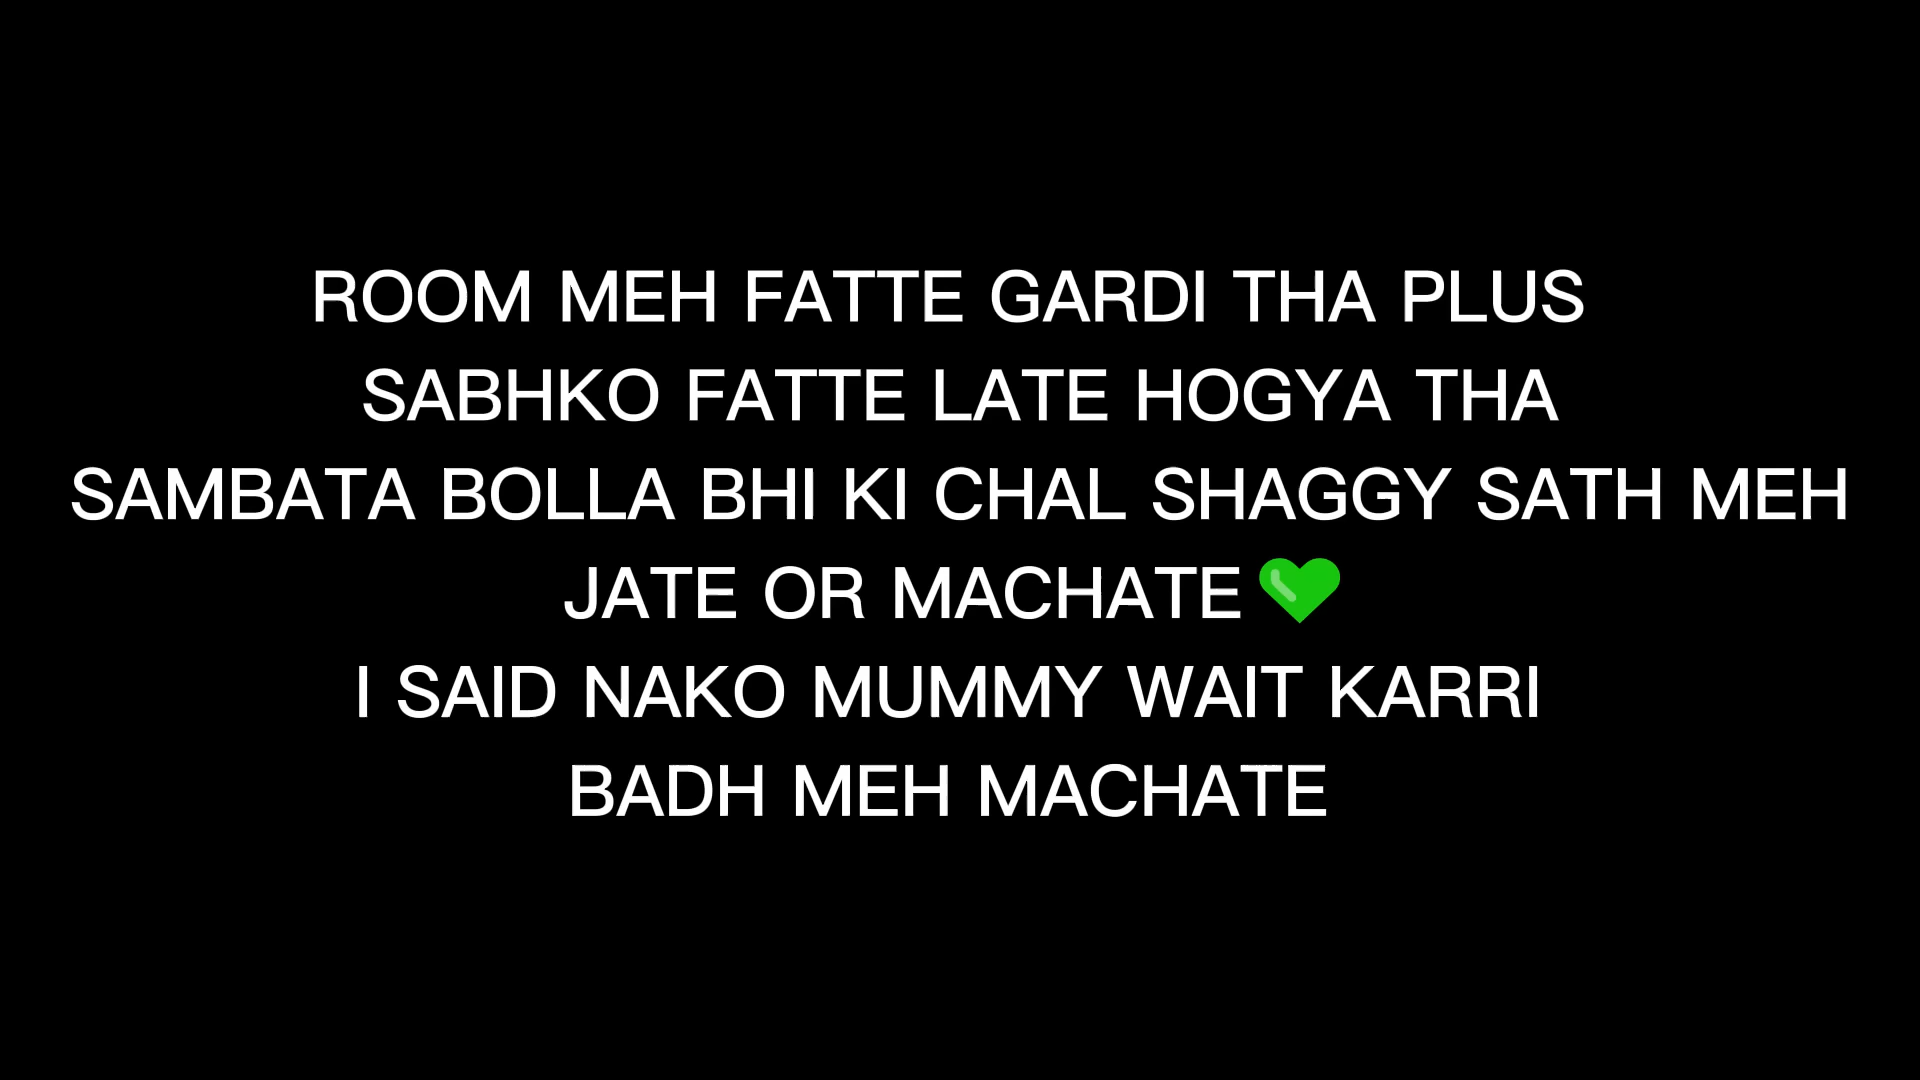 ROOM MEH FATTE GARDI THA PLUS
SABHKO FATTE LATE HOGYA THA
SAMBATA BOLLA BHI KI CHAL SHAGGY SATH MEH
JATE OR MACHATE 💚
I SAID NAKO MUMMY WAIT KARRI
BADH MEH MACHATE